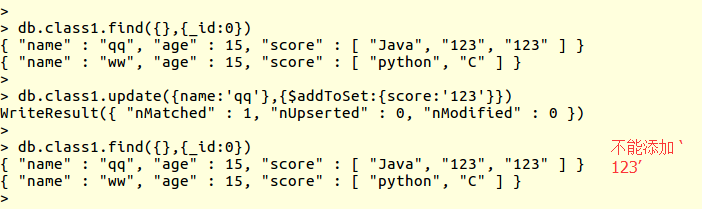 >
> db.class1.find({},{_id:0})
{ "name" : "qq", "age" : 15, "score" : [ "Java", "123", "123" ] }
{ "name" : "ww", "age" : 15, "score" : [ "python", "C" ] }
>
> db.class1.update({name:'qq'},{$addToSet:{score:'123'}})
WriteResult({ "nMatched" : 1, "nUpserted" : 0, "nModified" : 0 })
>
> db.class1.find({},{_id:0})
{ "name" : "qq", "age" : 15, "score" : [ "Java", "123", "123" ] }
{ "name" : "ww", "age" : 15, "score" : [ "python", "C" ] }
>
不能添加‘
123’